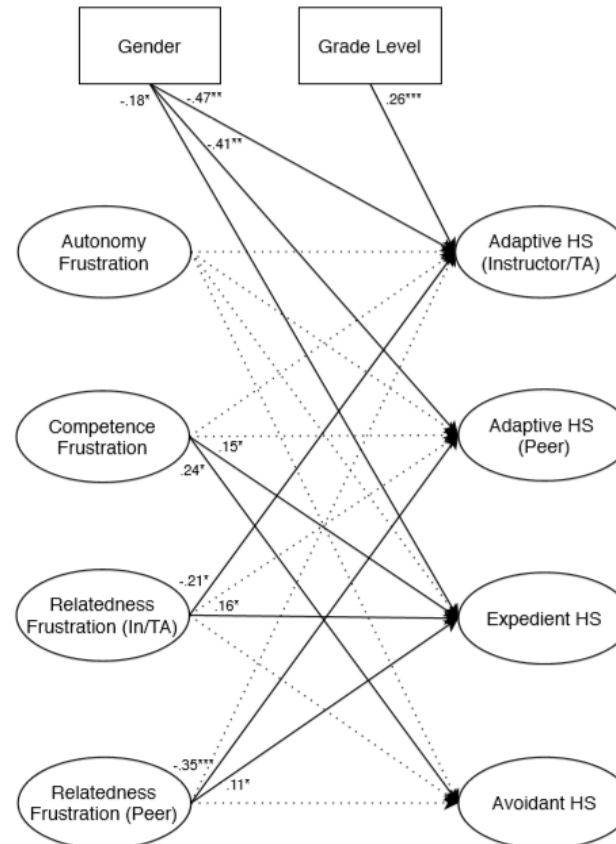 Gender
Grade Level
-.18*
-.47**
-.41**
.26***
Autonomy
Frustration
Adaptive HS
(Instructor/TA)
Competence
Frustration
.15*
.24*
Adaptive HS
(Peer)
Relatedness
Frustration (In/TA)
-.21*
.16*
Expedient HS
Relatedness
Frustration (Peer)
-.35***
.11*
Avoidant HS